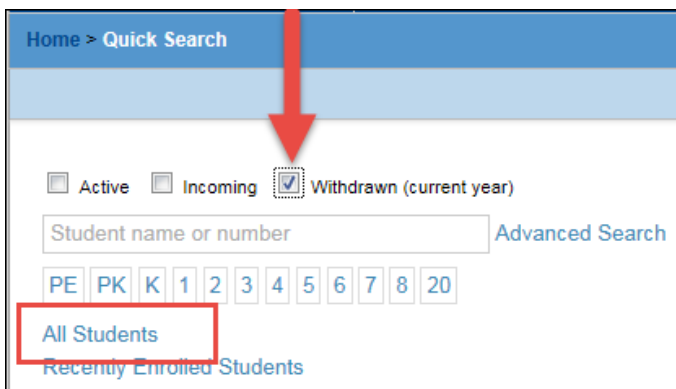 Home > Quick Search
Active Incoming Withdrawn (current year)
Student name or number Advanced Search
PE PK K 1 2 3 4 5 6 7 8 20
All Students
Recently Enrolled Students